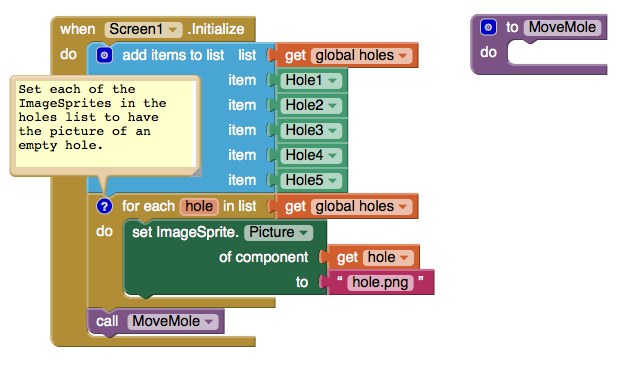 when Screen1 .Initialize
do add items to list list get global holes
item Hole1
item Hole2
item Hole3
item Hole4
item Hole5
Set each of the
ImageSprites in the
holes list to have
the picture of an
empty hole.
? for each hole in list get global holes
do set ImageSprite. Picture
of component get hole
to " hole.png "
call MoveMole
to MoveMole
do